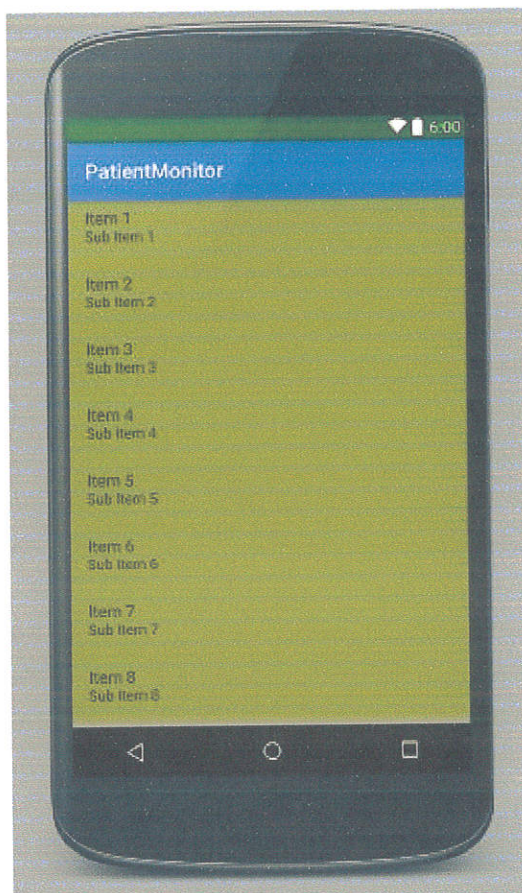 6:00
PatientMonitor
Item 1
Sub Item 1
Item 2
Sub Item 2
Item 3
Sub Item 3
Item 4
Sub Item 4
Item 5
Sub Item 5
Item 6
Sub Item 6
Item 7
Sub Item 7
Item 8
Sub Item 8